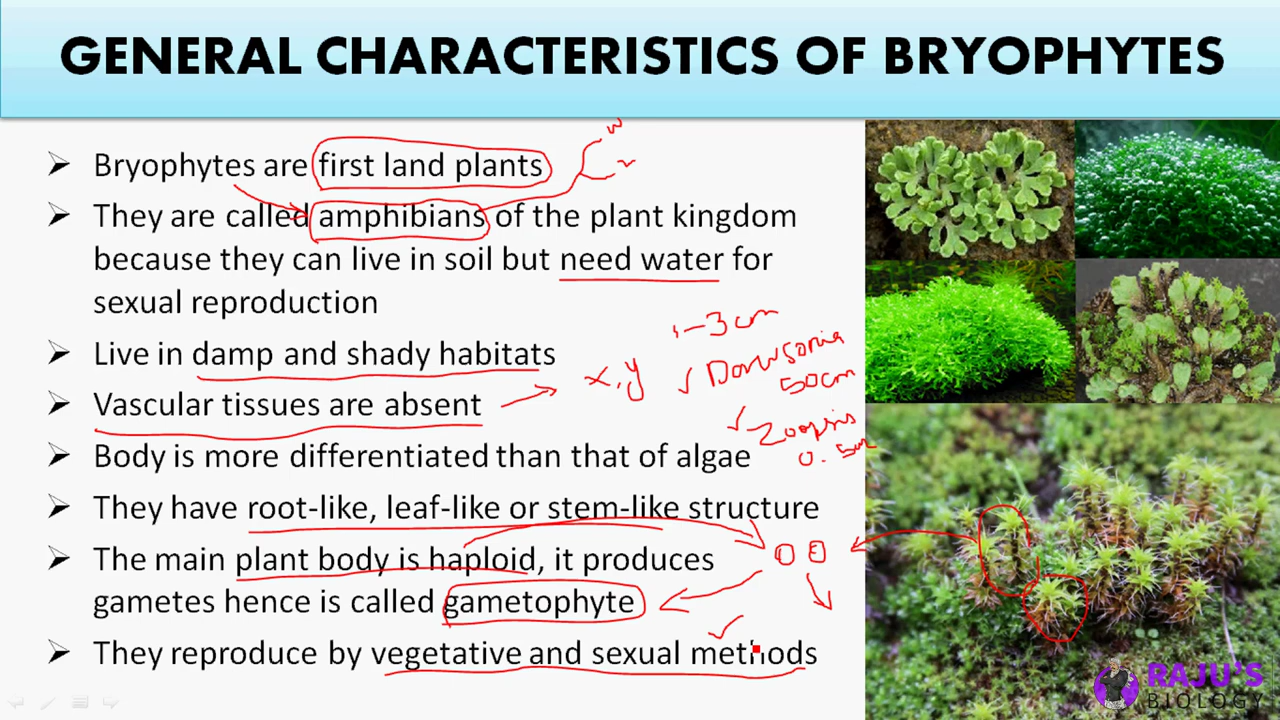 GENERAL CHARACTERISTICS OF BRYOPHYTES
Bryophytes are first land plants
They are called amphibians of the plant kingdom
because they can live in soil but need water for
sexual reproduction
Live in damp and shady habitats
Vascular tissues are absent
x, y
1-3 cm
50cm
Zoopsis
Body is more differentiated than that of algae
They have root-like, leaf-like or stem-like structure
The main plant body is haploid, it produces
gametes hence is called gametophyte
They reproduce by vegetative and sexual methods
RAJU'S
BIOLOGY